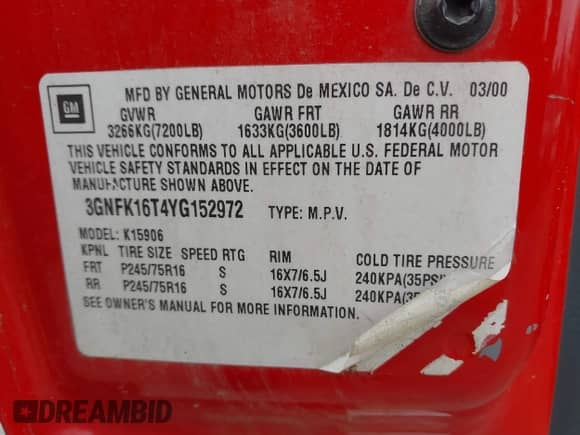 GM
MFD BY GENERAL MOTORS De MEXICO SA. De C.V. 03/00
GVWR GAWR FRT GAWR RR
3266KG(7200LB) 1633KG(3600LB) 1814KG(4000LB)
THIS VEHICLE CONFORMS TO ALL APPLICABLE U.S. FEDERAL MOTOR
VEHICLE SAFETY STANDARDS IN EFFECT ON THE DATE OF
MANUFACTURE SHOWN ABOVE.
3GNFK16T4YG152972 TYPE: M.P.V.
MODEL: K15906
KPNL TIRE SIZE SPEED RTG RIM COLD TIRE PRESSURE
FRT P245/75R16 S 16X7/6.5J 240KPA(35PSI
RR P245/75R16 S 16X7/6.5J 240KPA(35
SEE OWNER'S MANUAL FOR MORE INFORMATION.
DREAMBID